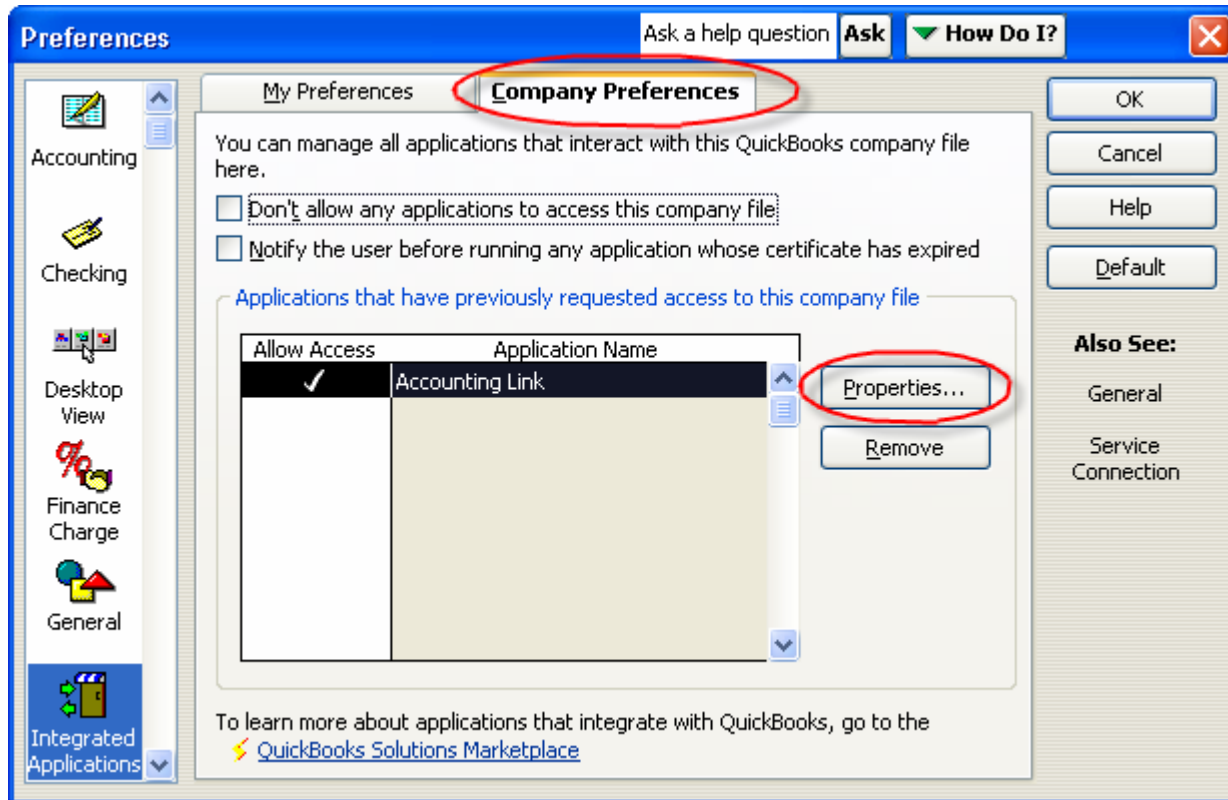 Preferences
Ask a help question Ask How Do I?
My Preferences Company Preferences
Accounting
Checking
Desktop
View
Finance
Charge
General
Integrated
Applications
You can manage all applications that interact with this QuickBooks company file
here.
Don't allow any applications to access this company file
Notify the user before running any application whose certificate has expired
Applications that have previously requested access to this company file
Allow Access Application Name
Accounting Link
Properties...
Remove
To learn more about applications that integrate with QuickBooks, go to the
QuickBooks Solutions Marketplace
OK
Cancel
Help
Default
Also See:
General
Service
Connection